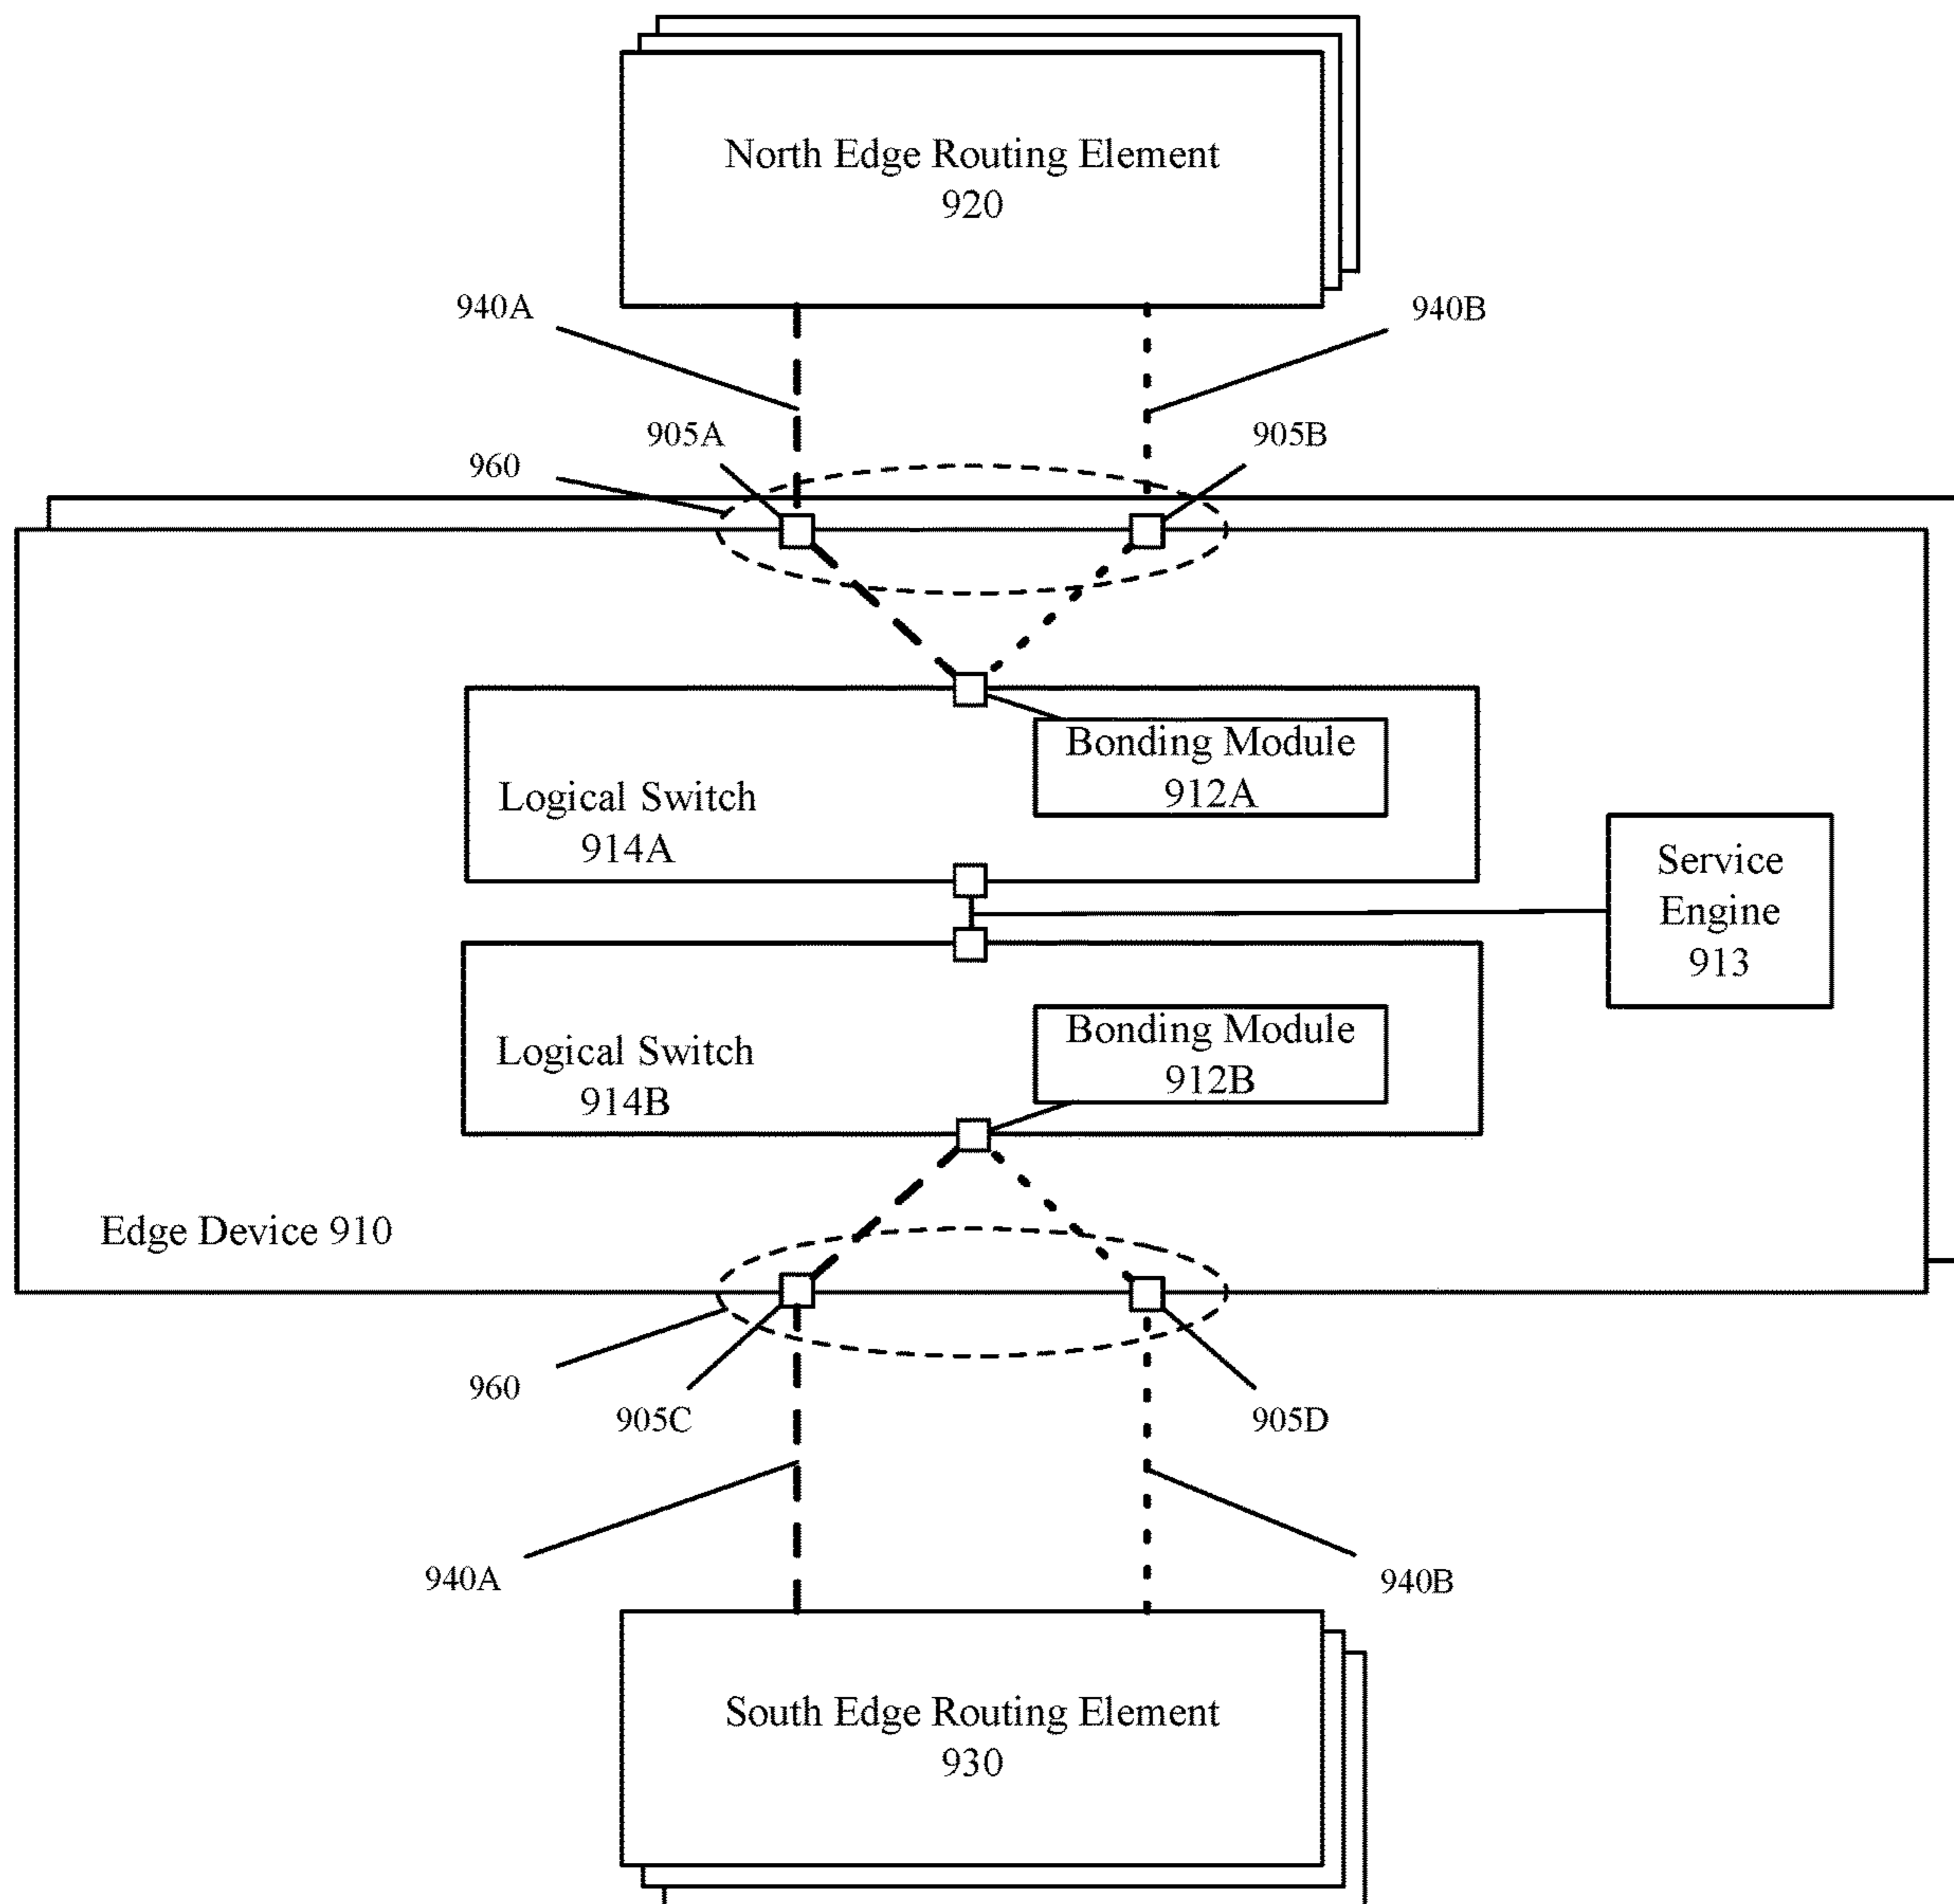 North Edge Routing Element
920
940A
940B
905A
905B
960
Bonding Module
912A
Logical Switch
914A
Service
Engine
913
Bonding Module
912B
Logical Switch
914B
Edge Device 910
960
905C
905D
940A
940B
South Edge Routing Element
930